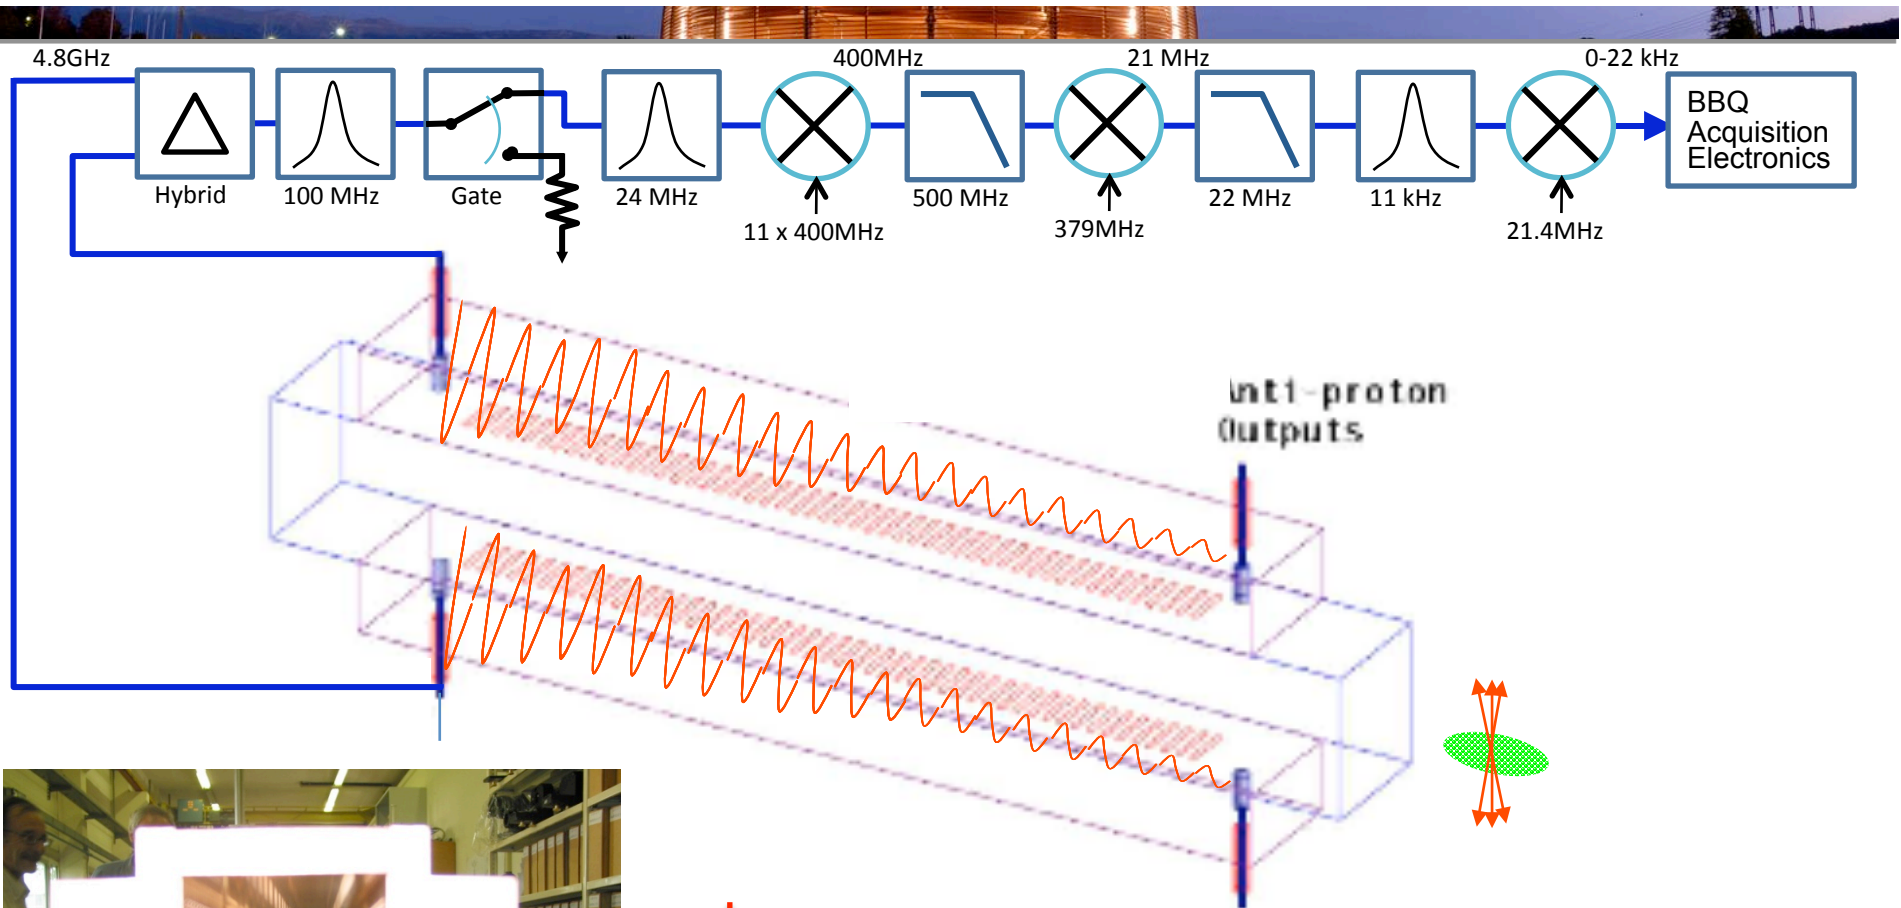 4.8GHz
400MHz
21 MHz
0-22 kHz
BBQ
Acquisition
Electronics
Hybrid
100 MHz
Gate
24 MHz
500 MHz
22 MHz
11 kHz
11 x 400MHz
379MHz
21.4MHz
Anti-proton
Outputs